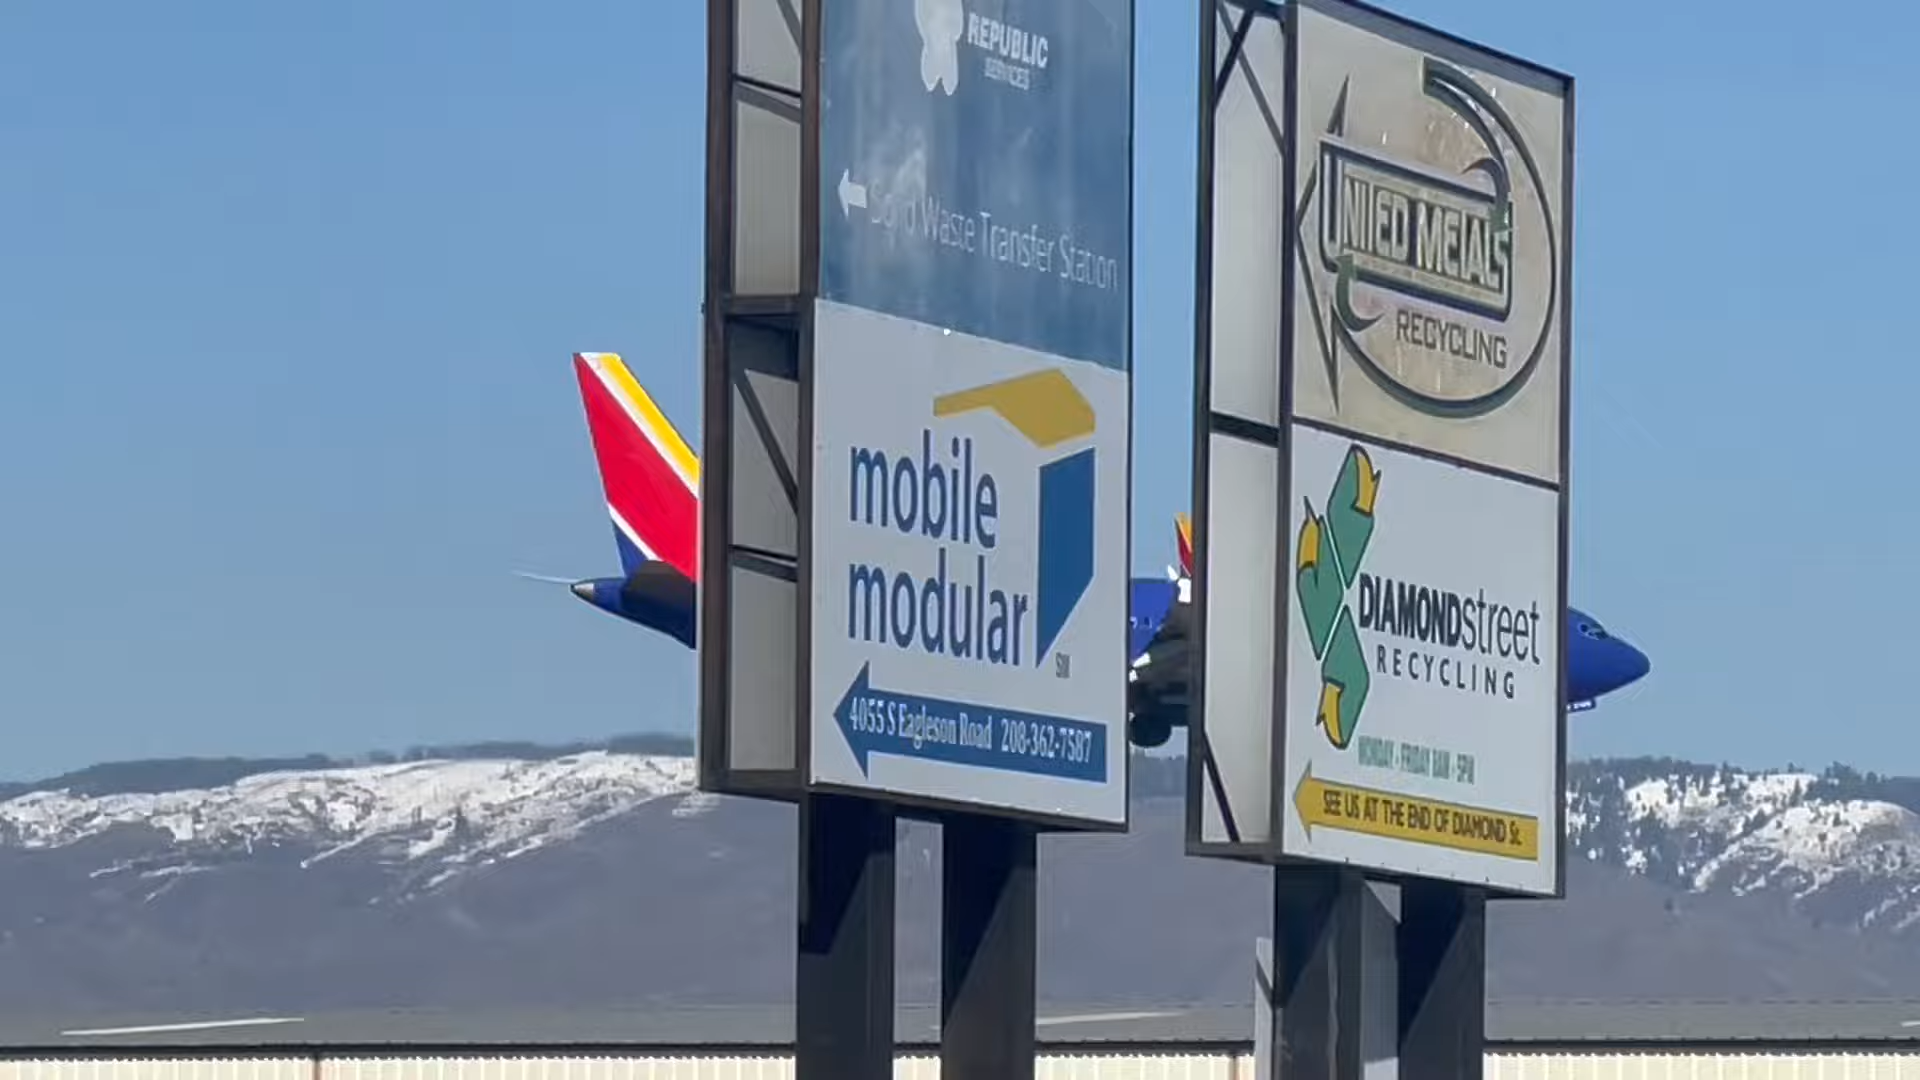 REPUBLIC
SERVICES
Solid Waste Transfer Station
mobile
modular
SM
4055 S Eagleson Road 208-362-7587
UNITED METALS
RECYCLING
DIAMONDstreet
RECYCLING
MONDAY - FRIDAY 8AM - 5PM
SEE US AT THE END OF DIAMOND St.